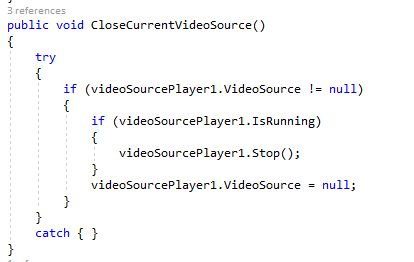 3 references
public void CloseCurrentVideoSource()
{
try
{
if (videoSourcePlayer1.VideoSource != null)
{
if (videoSourcePlayer1.IsRunning)
{
videoSourcePlayer1.Stop();
}
videoSourcePlayer1.VideoSource = null;
}
}
catch { }
}